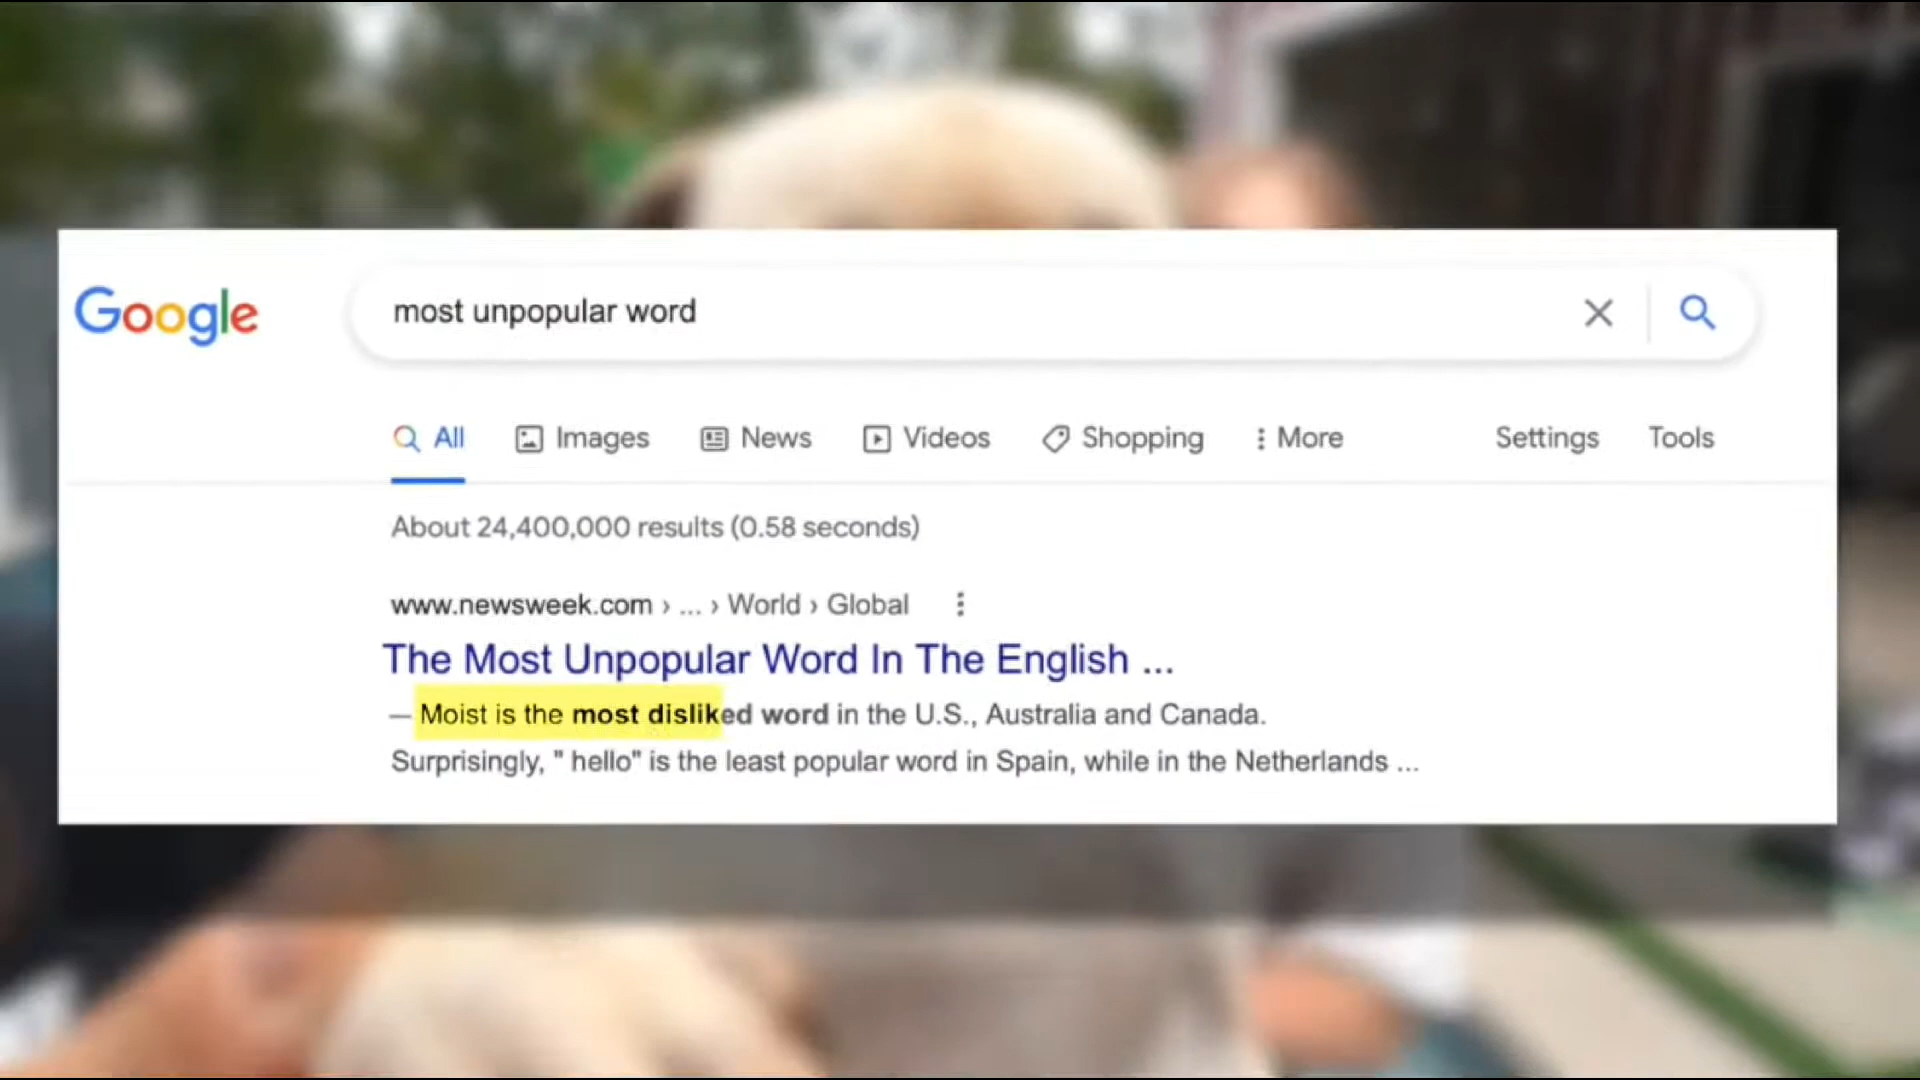 Google
most unpopular word
All Images News Videos Shopping More Settings Tools
About 24,400,000 results (0.58 seconds)
www.newsweek.com › ... › World › Global
The Most Unpopular Word In The English ...
— Moist is the most disliked word in the U.S., Australia and Canada.
Surprisingly, " hello" is the least popular word in Spain, while in the Netherlands ...